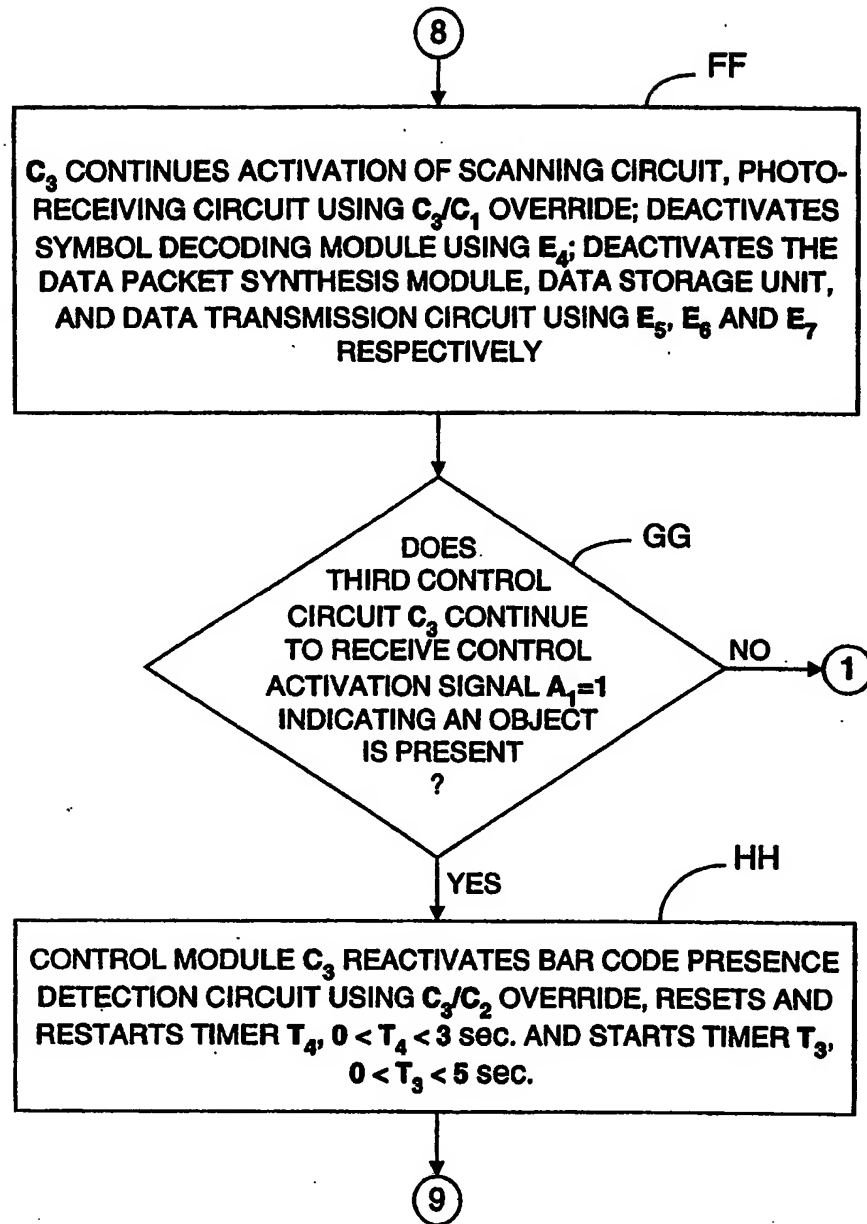 8
FF
C₃ CONTINUES ACTIVATION OF SCANNING CIRCUIT, PHOTO-
RECEIVING CIRCUIT USING C₃/C₁ OVERRIDE; DEACTIVATES
SYMBOL DECODING MODULE USING E₄; DEACTIVATES THE
DATA PACKET SYNTHESIS MODULE, DATA STORAGE UNIT,
AND DATA TRANSMISSION CIRCUIT USING E₅, E₆ AND E₇
RESPECTIVELY
GG
DOES
THIRD CONTROL
CIRCUIT C₃ CONTINUE
TO RECEIVE CONTROL
ACTIVATION SIGNAL A₁=1
INDICATING AN OBJECT
IS PRESENT
?
NO
1
YES
HH
CONTROL MODULE C₃ REACTIVATES BAR CODE PRESENCE
DETECTION CIRCUIT USING C₃/C₂ OVERRIDE, RESETS AND
RESTARTS TIMER T₄, 0 < T₄ < 3 sec. AND STARTS TIMER T₃,
0 < T₃ < 5 sec.
9